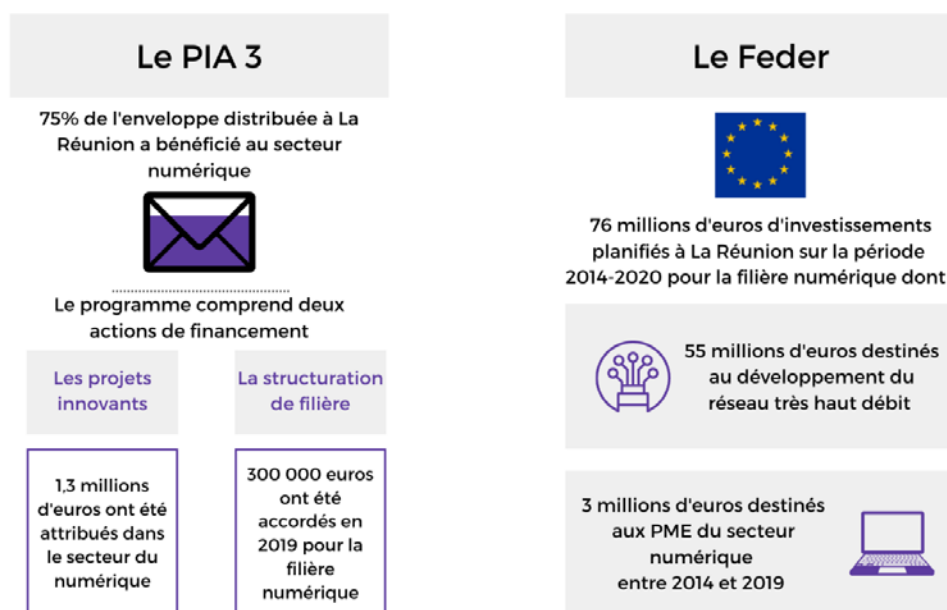 Le PIA 3
75% de l'enveloppe distribuée à La
Réunion a bénéficié au secteur
numérique
Le programme comprend deux
actions de financement
Les projets
innovants
1,3 millions
d'euros ont été
attribués dans
le secteur du
numérique
La structuration
de filière
300 000 euros
ont été
accordés en
2019 pour la
filière
numérique
Le Feder
76 millions d'euros d'investissements
planifiés à La Réunion sur la période
2014-2020 pour la filière numérique dont
55 millions d'euros destinés
au développement du
réseau très haut débit
3 millions d'euros destinés
aux PME du secteur
numérique
entre 2014 et 2019